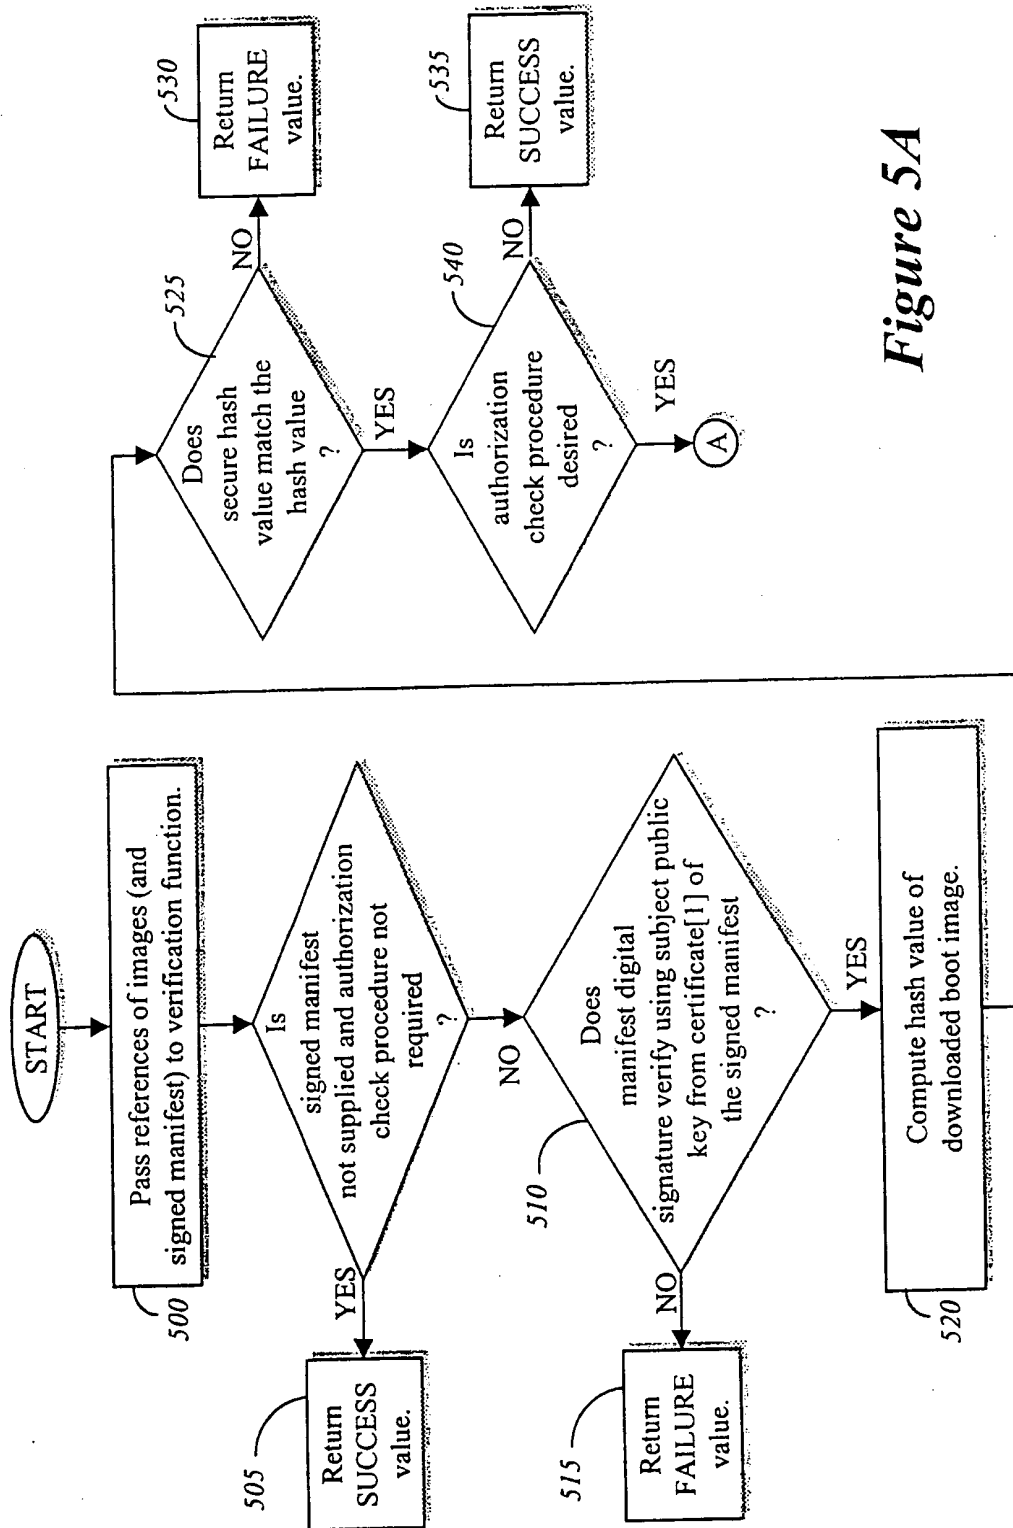 START
Pass references of images (and
signed manifest) to verification function.
500
Is
signed manifest
not supplied and authorization
check procedure not
required
?
YES
505
Return
SUCCESS
value.
NO
Does
manifest digital
signature verify using subject public
key from certificate[1] of
the signed manifest
?
510
NO
515
Return
FAILURE
value.
YES
Compute hash value of
downloaded boot image.
520
Does
secure hash
value match the
hash value
?
525
NO
530
Return
FAILURE
value.
YES
Is
authorization
check procedure
desired
?
540
NO
535
Return
SUCCESS
value.
YES
A
Figure 5A